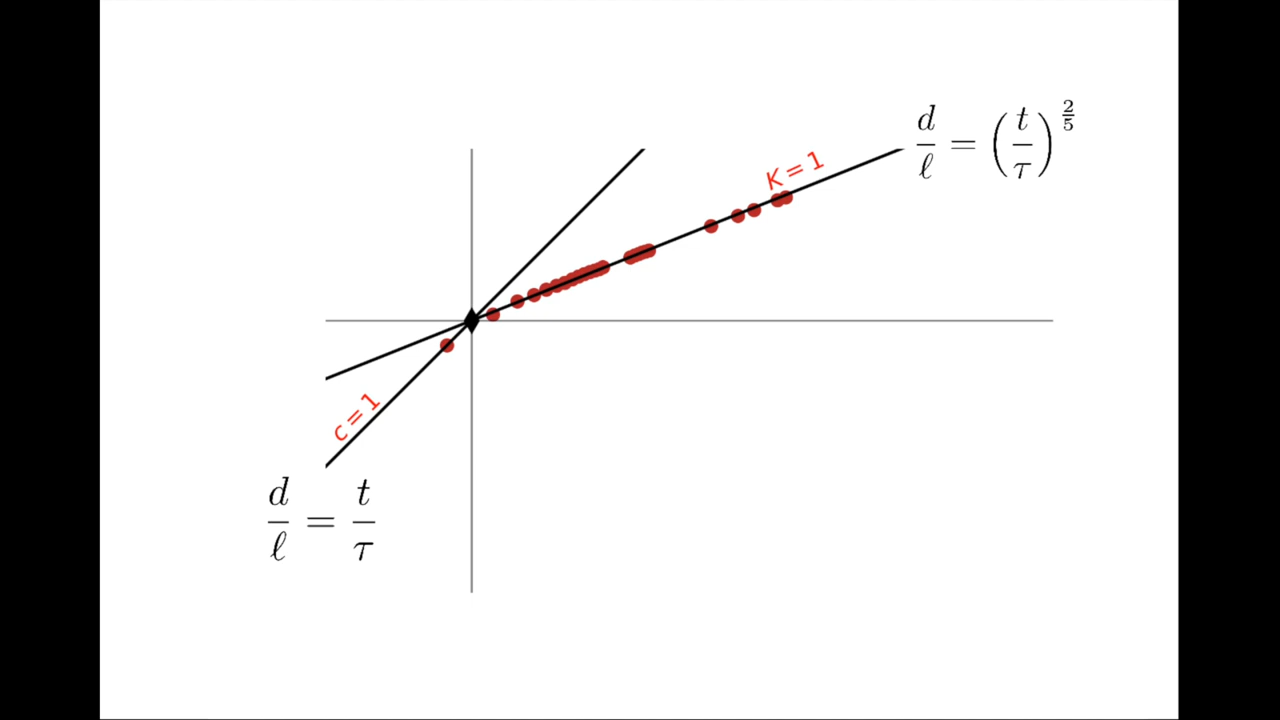 d/ℓ = (t/τ)^(2/5)
K = 1
c = 1
d/ℓ = t/τ